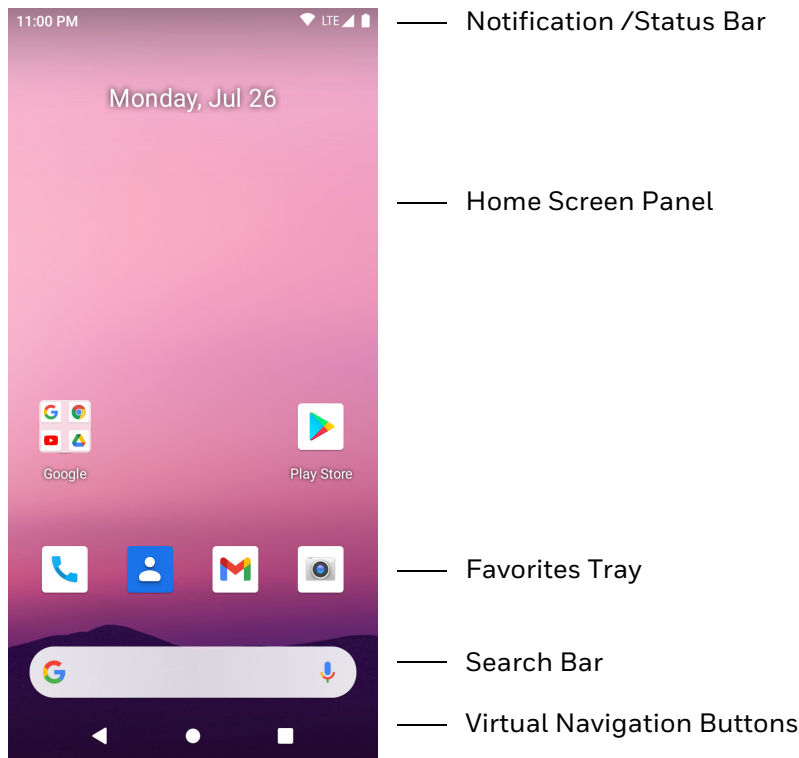 11:00 PM LTE
Notification /Status Bar
Monday, Jul 26
Home Screen Panel
Google
Play Store
Favorites Tray
Search Bar
Virtual Navigation Buttons